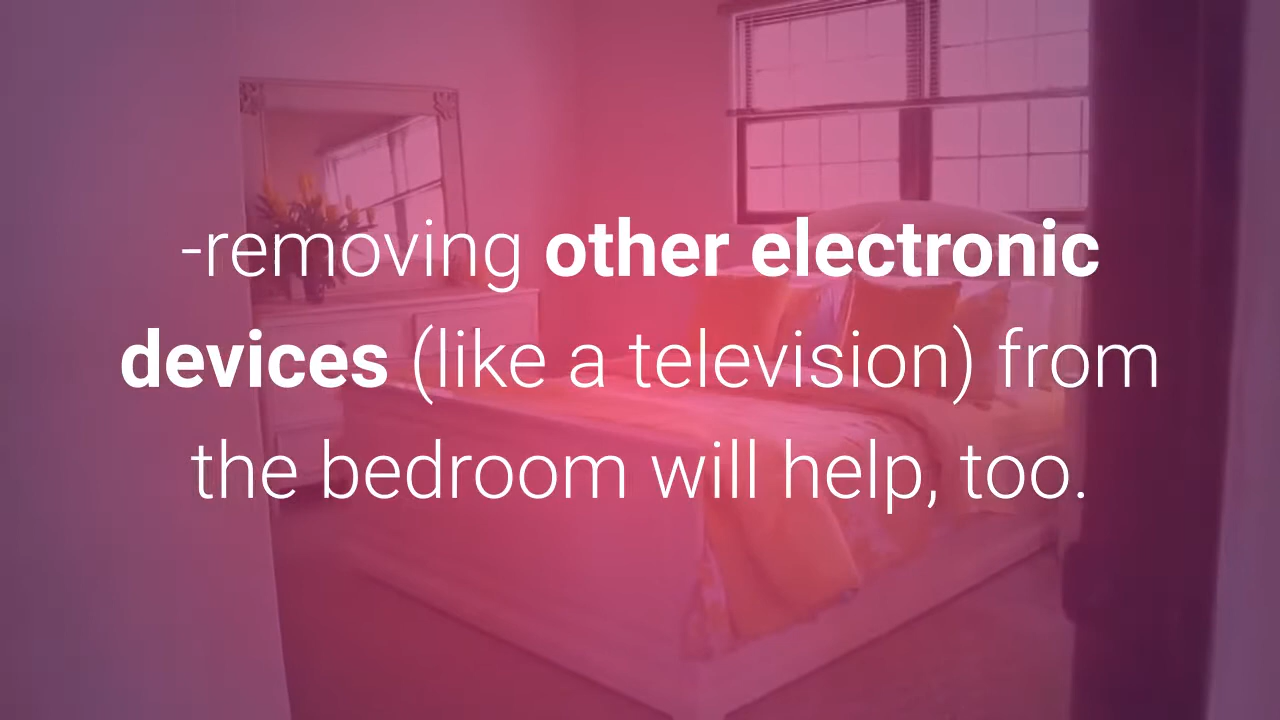 -removing other electronic
devices (like a television) from
the bedroom will help, too.